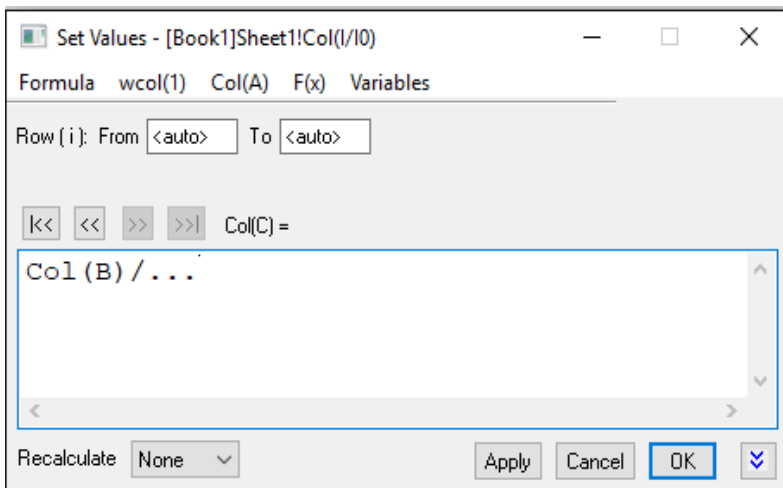 Set Values - [Book1]Sheet1!Col(I/I0)
Formula wcol(1) Col(A) F(x) Variables
Row ( i ): From <auto> To <auto>
|<< << >> >>| Col(C) =
Col(B)/...
Recalculate None Apply Cancel OK